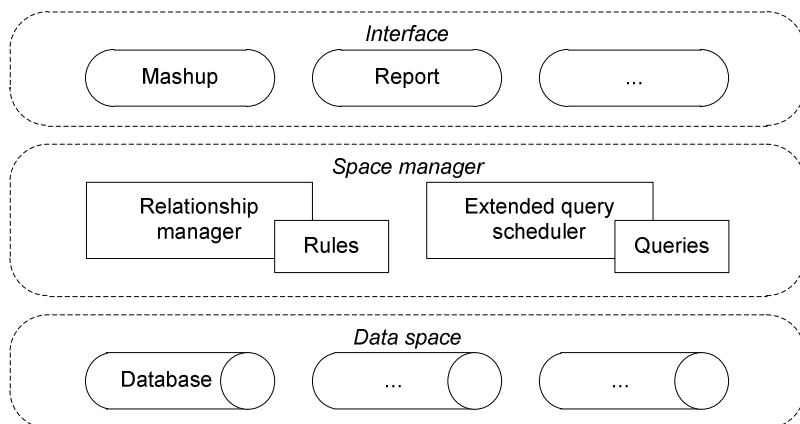 Interface
Mashup
Report
...
Space manager
Relationship
manager
Rules
Extended query
scheduler
Queries
Data space
Database
...
...